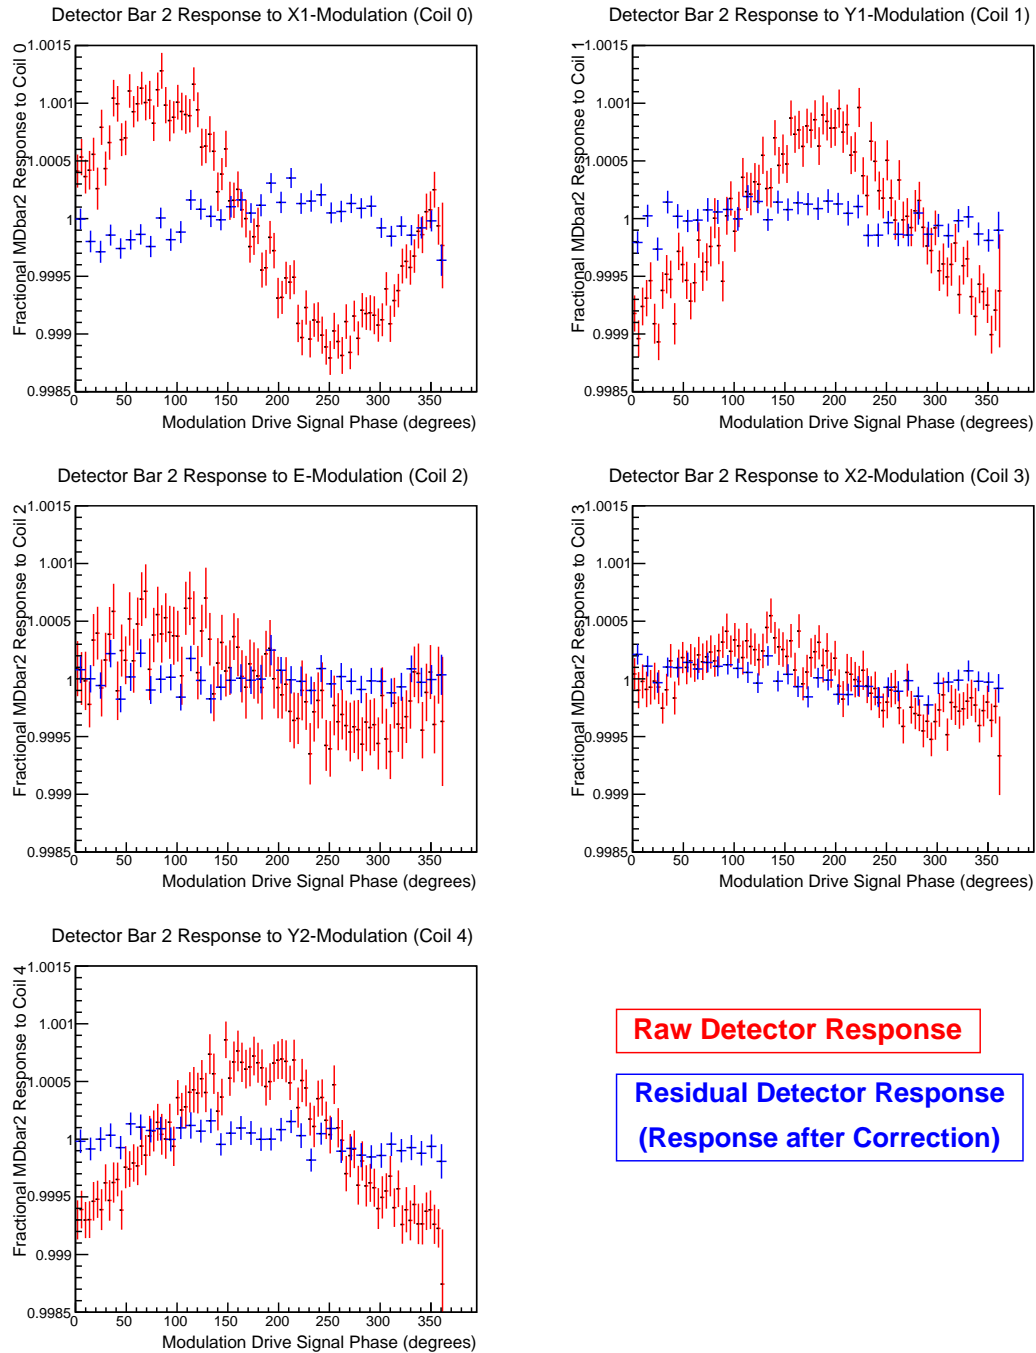 Detector Bar 2 Response to X1-Modulation (Coil 0)
Fractional MDbar2 Response to Coil 0
1.0015
1.001
1.0005
1
0.9995
0.999
0.9985
0 50 100 150 200 250 300 350
Modulation Drive Signal Phase (degrees)
Detector Bar 2 Response to Y1-Modulation (Coil 1)
Fractional MDbar2 Response to Coil 1
1.0015
1.001
1.0005
1
0.9995
0.999
0.9985
0 50 100 150 200 250 300 350
Modulation Drive Signal Phase (degrees)
Detector Bar 2 Response to E-Modulation (Coil 2)
Fractional MDbar2 Response to Coil 2
1.0015
1.001
1.0005
1
0.9995
0.999
0.9985
0 50 100 150 200 250 300 350
Modulation Drive Signal Phase (degrees)
Detector Bar 2 Response to X2-Modulation (Coil 3)
Fractional MDbar2 Response to Coil 3
1.0015
1.001
1.0005
1
0.9995
0.999
0.9985
0 50 100 150 200 250 300 350
Modulation Drive Signal Phase (degrees)
Detector Bar 2 Response to Y2-Modulation (Coil 4)
Fractional MDbar2 Response to Coil 4
1.0015
1.001
1.0005
1
0.9995
0.999
0.9985
0 50 100 150 200 250 300 350
Modulation Drive Signal Phase (degrees)
Raw Detector Response
Residual Detector Response
(Response after Correction)